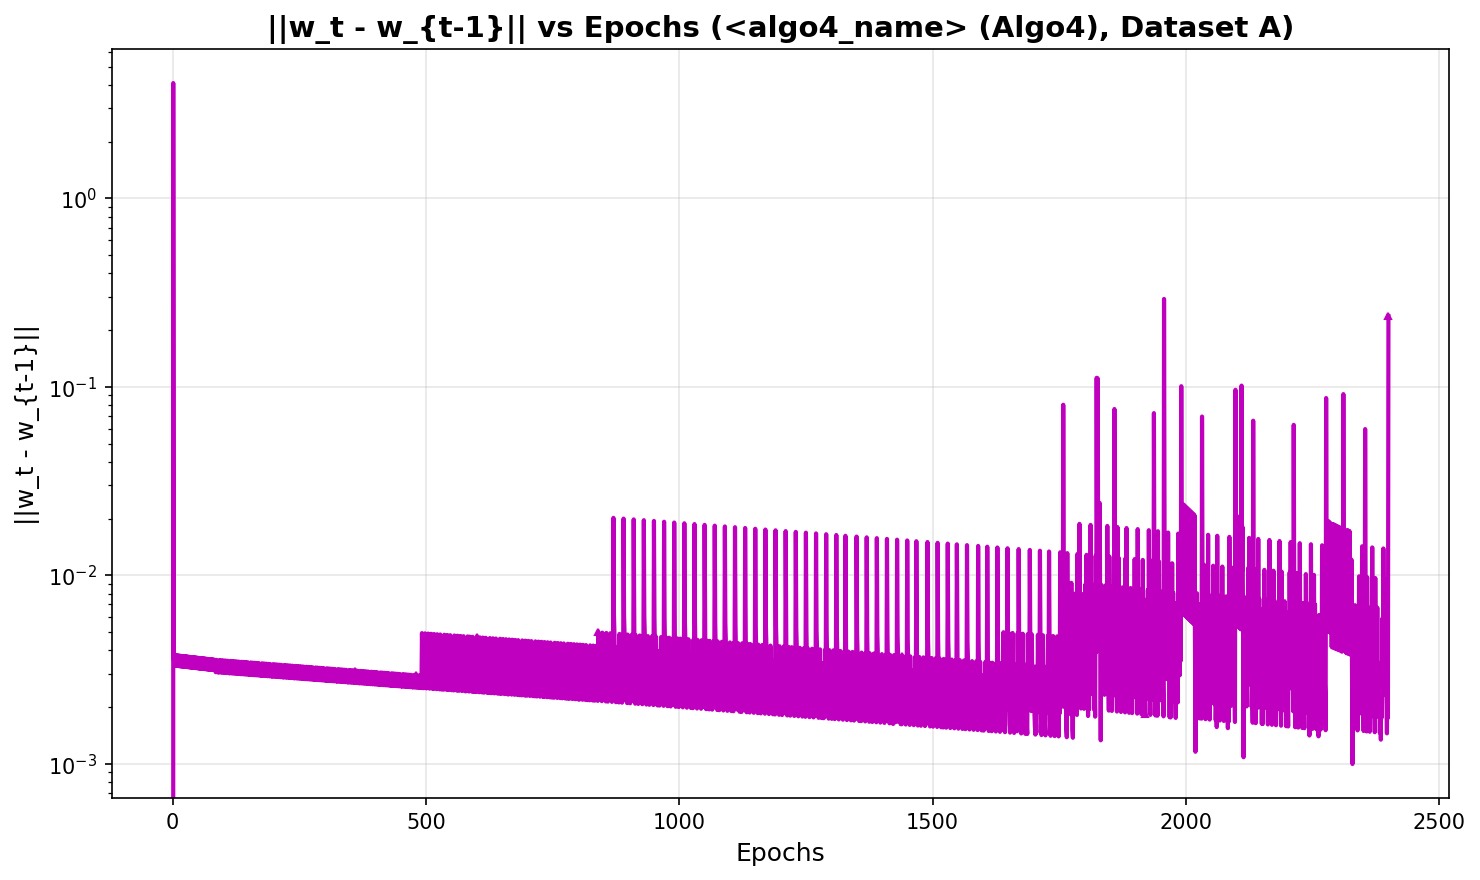 ||w_t - w_{t-1}|| vs Epochs (<algo4_name> (Algo4), Dataset A)
||w_t - w_{t-1}||
10^0
10^-1
10^-2
10^-3
0 500 1000 1500 2000 2500
Epochs